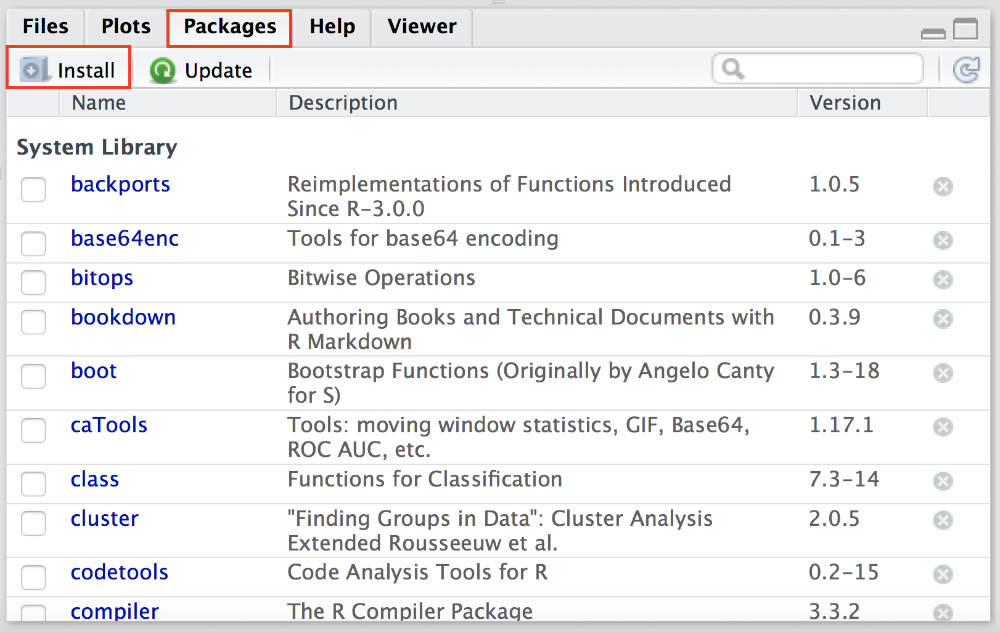 Files Plots Packages Help Viewer
Install Update
Name Description Version
System Library
backports Reimplementations of Functions Introduced 1.0.5
Since R-3.0.0
base64enc Tools for base64 encoding 0.1-3
bitops Bitwise Operations 1.0-6
bookdown Authoring Books and Technical Documents with 0.3.9
R Markdown
boot Bootstrap Functions (Originally by Angelo Canty 1.3-18
for S)
caTools Tools: moving window statistics, GIF, Base64, 1.17.1
ROC AUC, etc.
class Functions for Classification 7.3-14
cluster "Finding Groups in Data": Cluster Analysis 2.0.5
Extended Rousseeuw et al.
codetools Code Analysis Tools for R 0.2-15
compiler The R Compiler Package 3.3.2